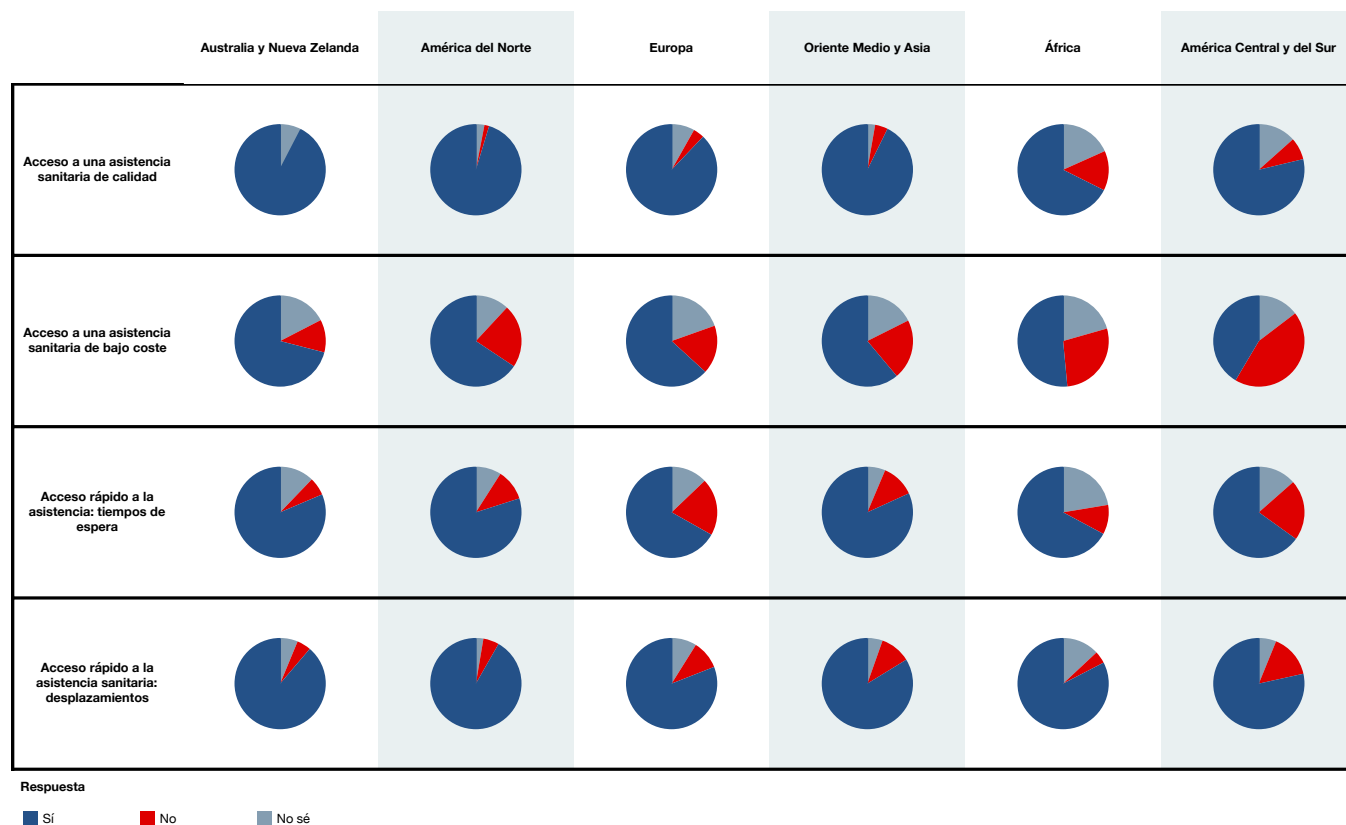 Australia y Nueva Zelanda
América del Norte
Europa
Oriente Medio y Asia
África
América Central y del Sur
Acceso a una asistencia
sanitaria de calidad
Acceso a una asistencia
sanitaria de bajo coste
Acceso rápido a la
asistencia: tiempos de
espera
Acceso rápido a la
asistencia sanitaria:
desplazamientos
Respuesta
Sí
No
No sé